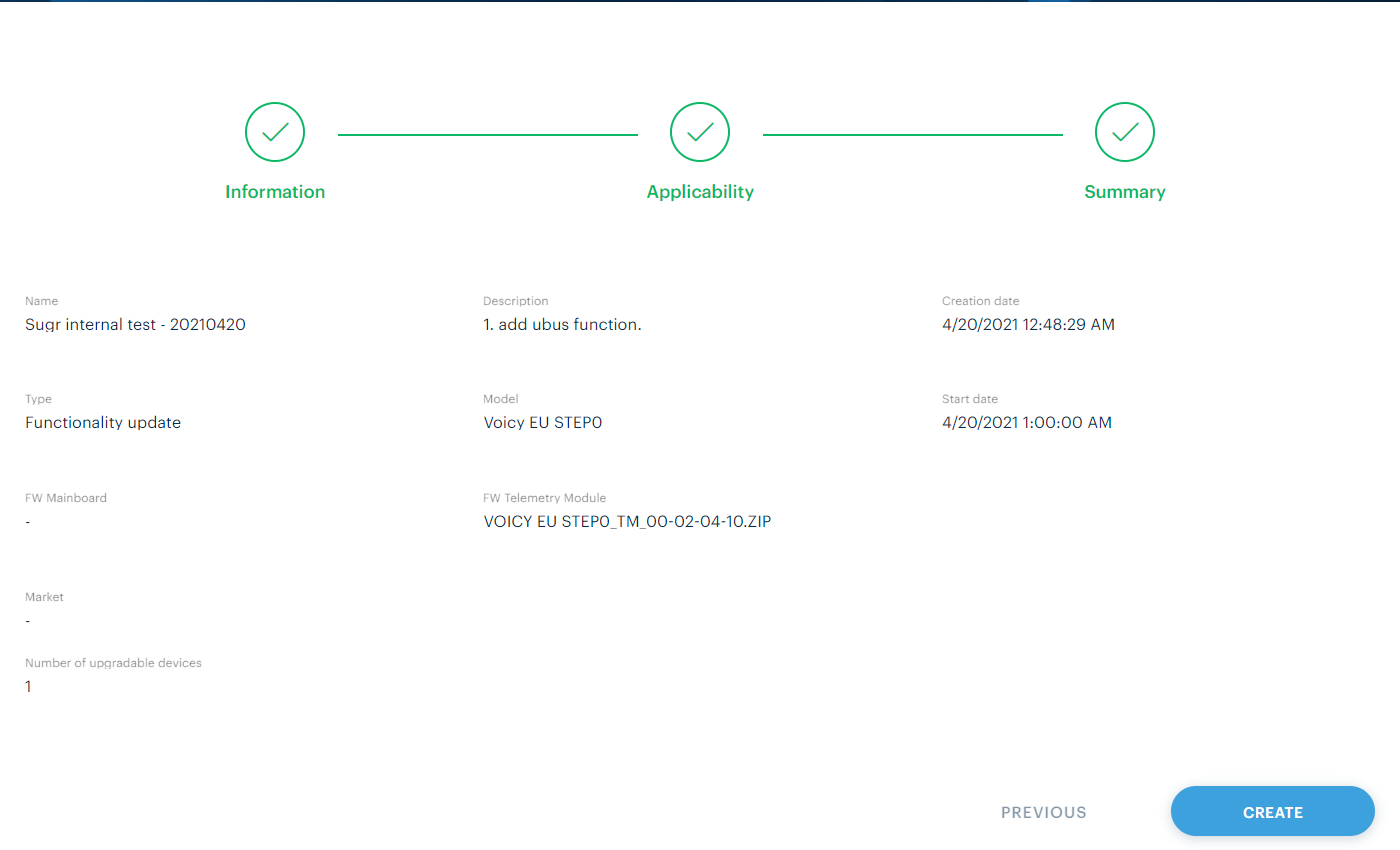 Information
Applicability
Summary
Name
Sugr internal test - 20210420
Description
1. add ubus function.
Creation date
4/20/2021 12:48:29 AM
Type
Functionality update
Model
Voicy EU STEP0
Start date
4/20/2021 1:00:00 AM
FW Mainboard
-
FW Telemetry Module
VOICY EU STEP0_TM_00-02-04-10.ZIP
Market
-
Number of upgradable devices
1
PREVIOUS
CREATE